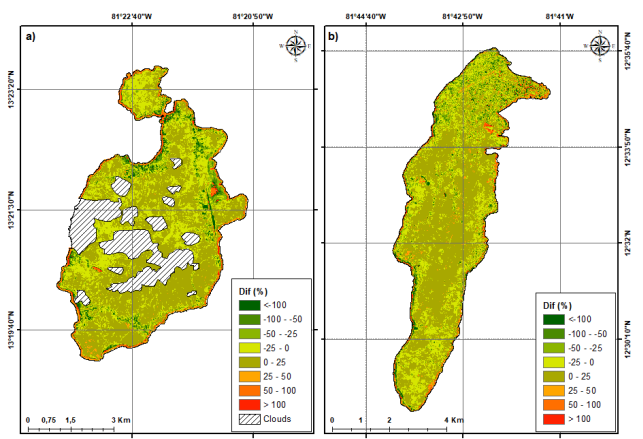 81°22'40"W 81°20'50"W
a)
N
W E
S
13°23'20"N
13°21'30"N
13°19'40"N
Dif (%)
<-100
-100 - -50
-50 - -25
-25 - 0
0 - 25
25 - 50
50 - 100
> 100
Clouds
0 0,75 1,5 3 Km
81°44'40"W 81°42'50"W 81°41'W
b)
N
W E
S
12°35'40"N
12°33'50"N
12°32'N
12°30'10"N
Dif (%)
<-100
-100 - -50
-50 - -25
-25 - 0
0 - 25
25 - 50
50 - 100
> 100
0 1 2 4 Km